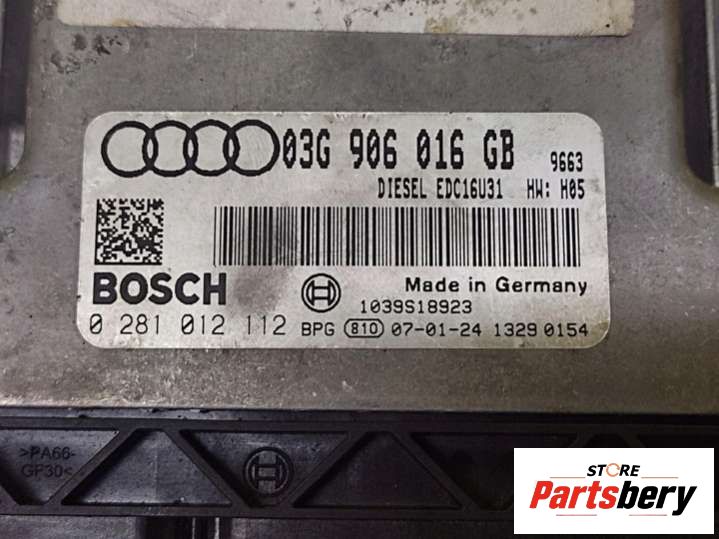 03G 906 016 GB 9663
DIESEL EDC16U31 HW: H05
BOSCH Made in Germany
1039S18923
0 281 012 112 BPG 810 07-01-24 1329 0154
>PA66-
GF30<
STORE
Partsbery